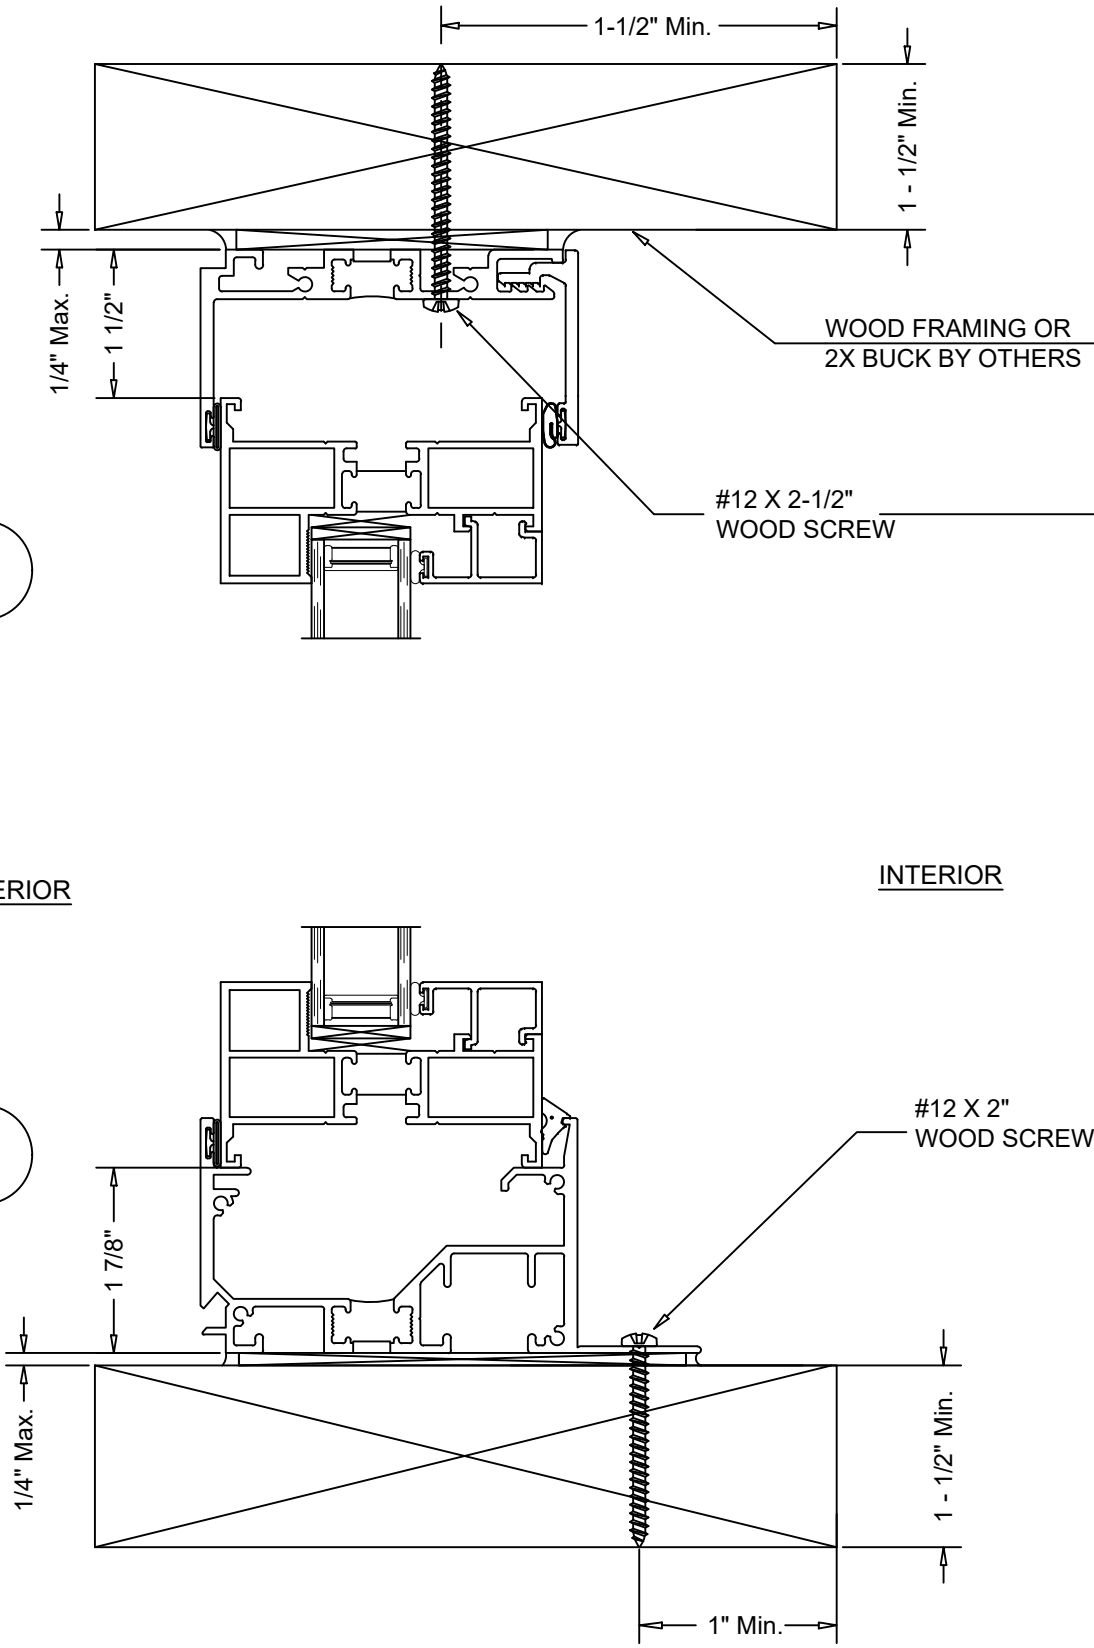 1-1/2" Min.
1 - 1/2" Min.
1/4" Max.
1 1/2"
WOOD FRAMING OR
2X BUCK BY OTHERS
#12 X 2-1/2"
WOOD SCREW
ERIOR
INTERIOR
#12 X 2"
WOOD SCREW
1 7/8"
1/4" Max.
1 - 1/2" Min.
1" Min.